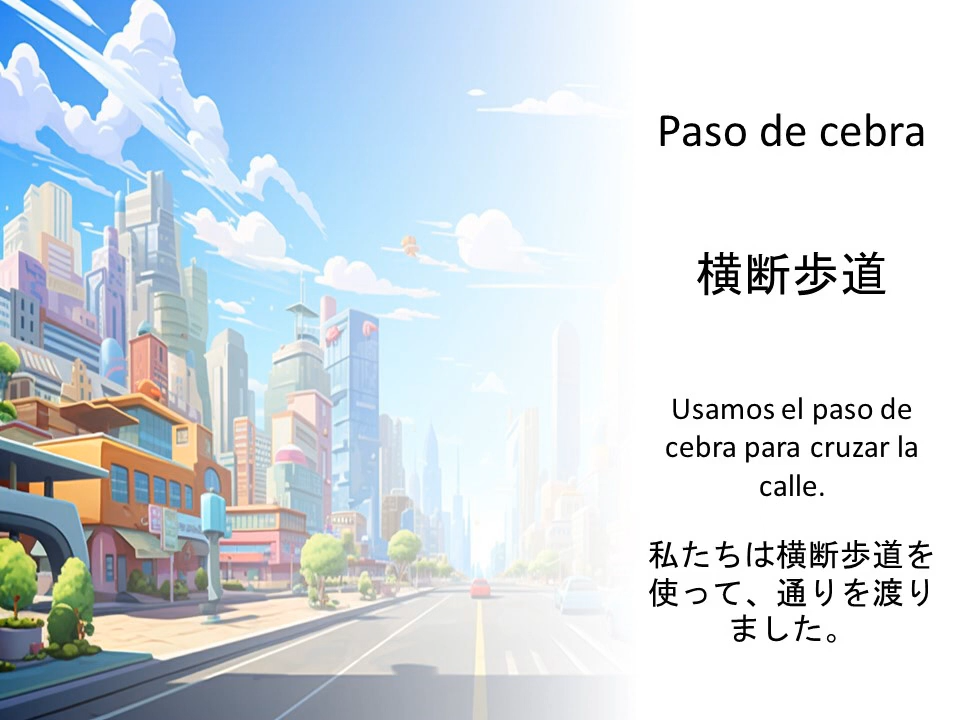 Paso de cebra
横断歩道
Usamos el paso de
cebra para cruzar la
calle.
私たちは横断歩道を
使って、通りを渡り
ました。